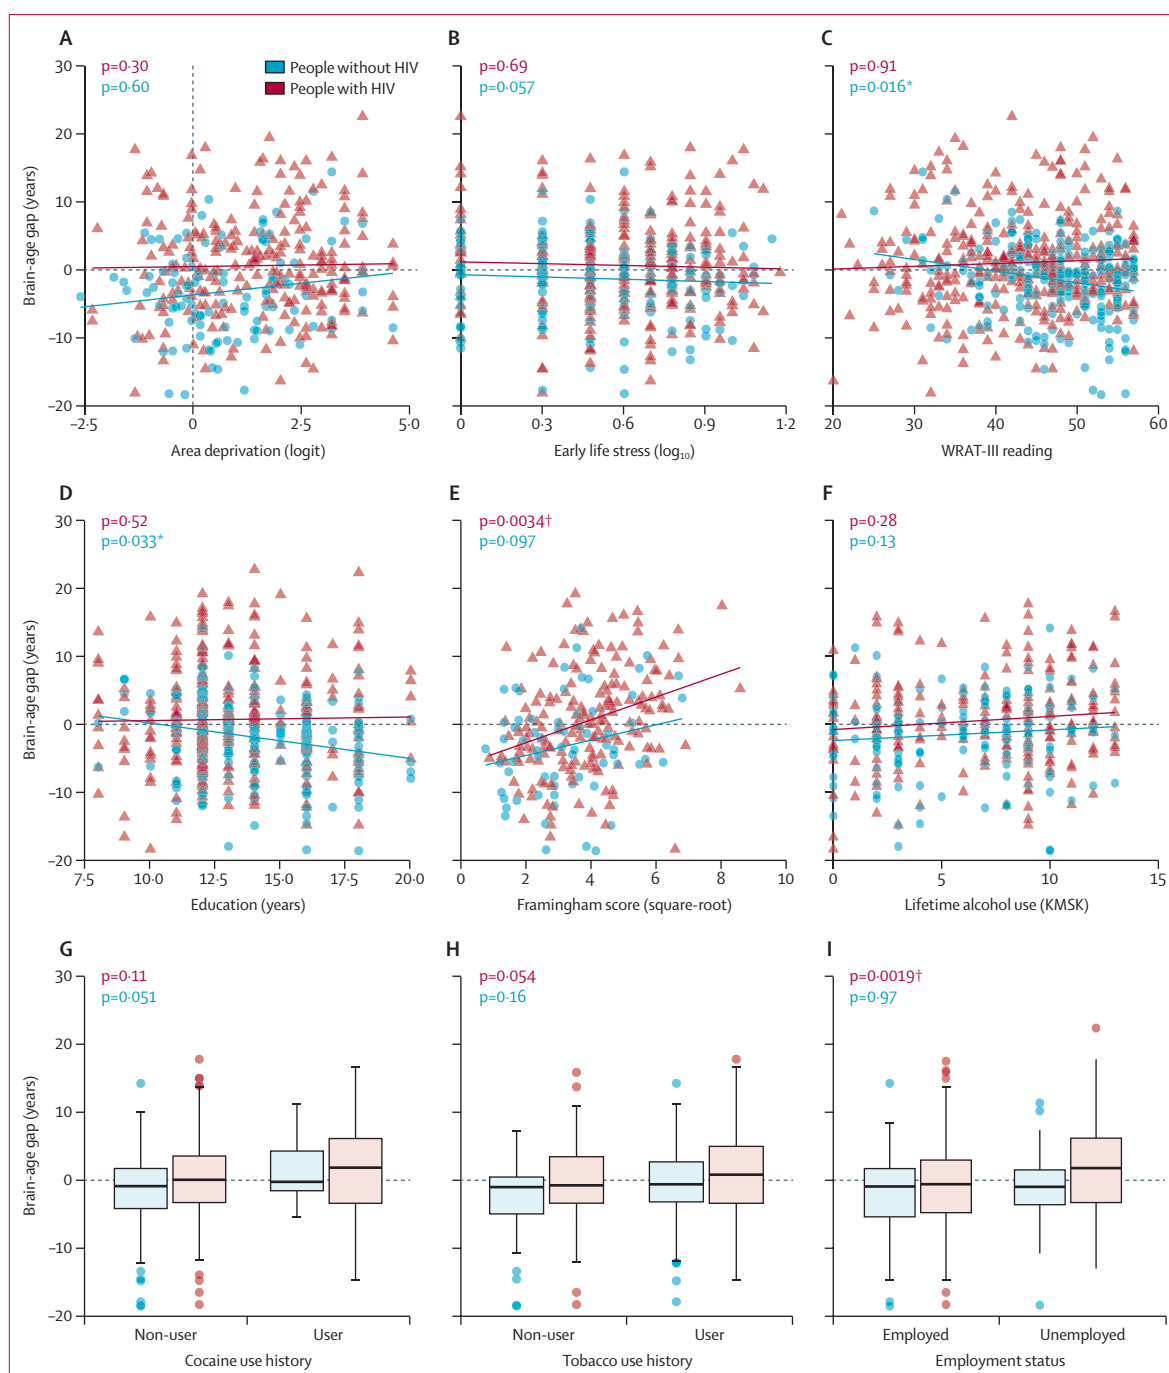 A
p=0·30
p=0·60
People without HIV
People with HIV
Brain-age gap (years)
30
20
10
0
–10
–20
–2·5
0
2·5
5·0
Area deprivation (logit)
B
p=0·69
p=0·057
0
0·3
0·6
0·9
1·2
Early life stress (log₁₀)
C
p=0·91
p=0·016*
20
30
40
50
60
WRAT-III reading
D
p=0·52
p=0·033*
Brain-age gap (years)
30
20
10
0
–10
–20
7·5
10·0
12·5
15·0
17·5
20·0
Education (years)
E
p=0·0034†
p=0·097
0
2
4
6
8
10
Framingham score (square-root)
F
p=0·28
p=0·13
0
5
10
15
Lifetime alcohol use (KMSK)
G
p=0·11
p=0·051
Brain-age gap (years)
30
20
10
0
–10
–20
Non-user
User
Cocaine use history
H
p=0·054
p=0·16
Non-user
User
Tobacco use history
I
p=0·0019†
p=0·97
Employed
Unemployed
Employment status